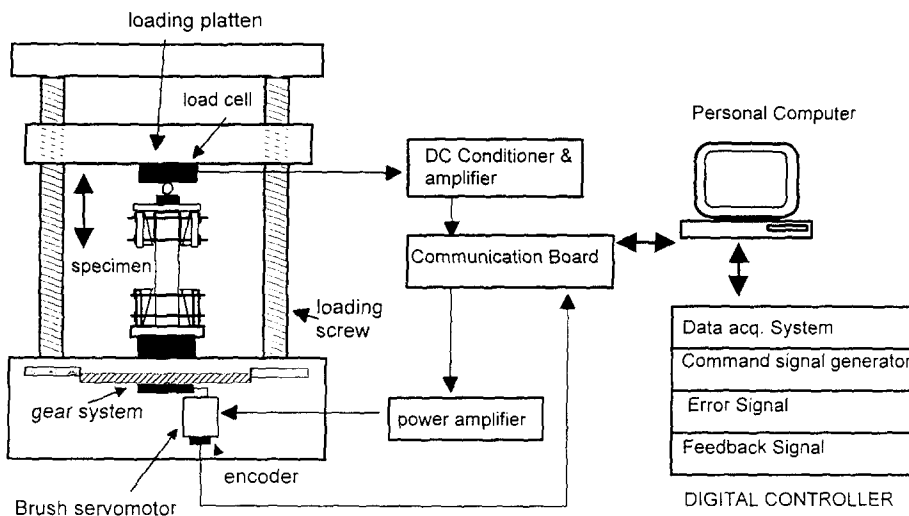 loading platten
load cell
Personal Computer
DC Conditioner &
amplifier
Communication Board
specimen
loading
screw
Data acq. System
Command signal generator
Error Signal
Feedback Signal
gear system
power amplifier
encoder
Brush servomotor
DIGITAL CONTROLLER